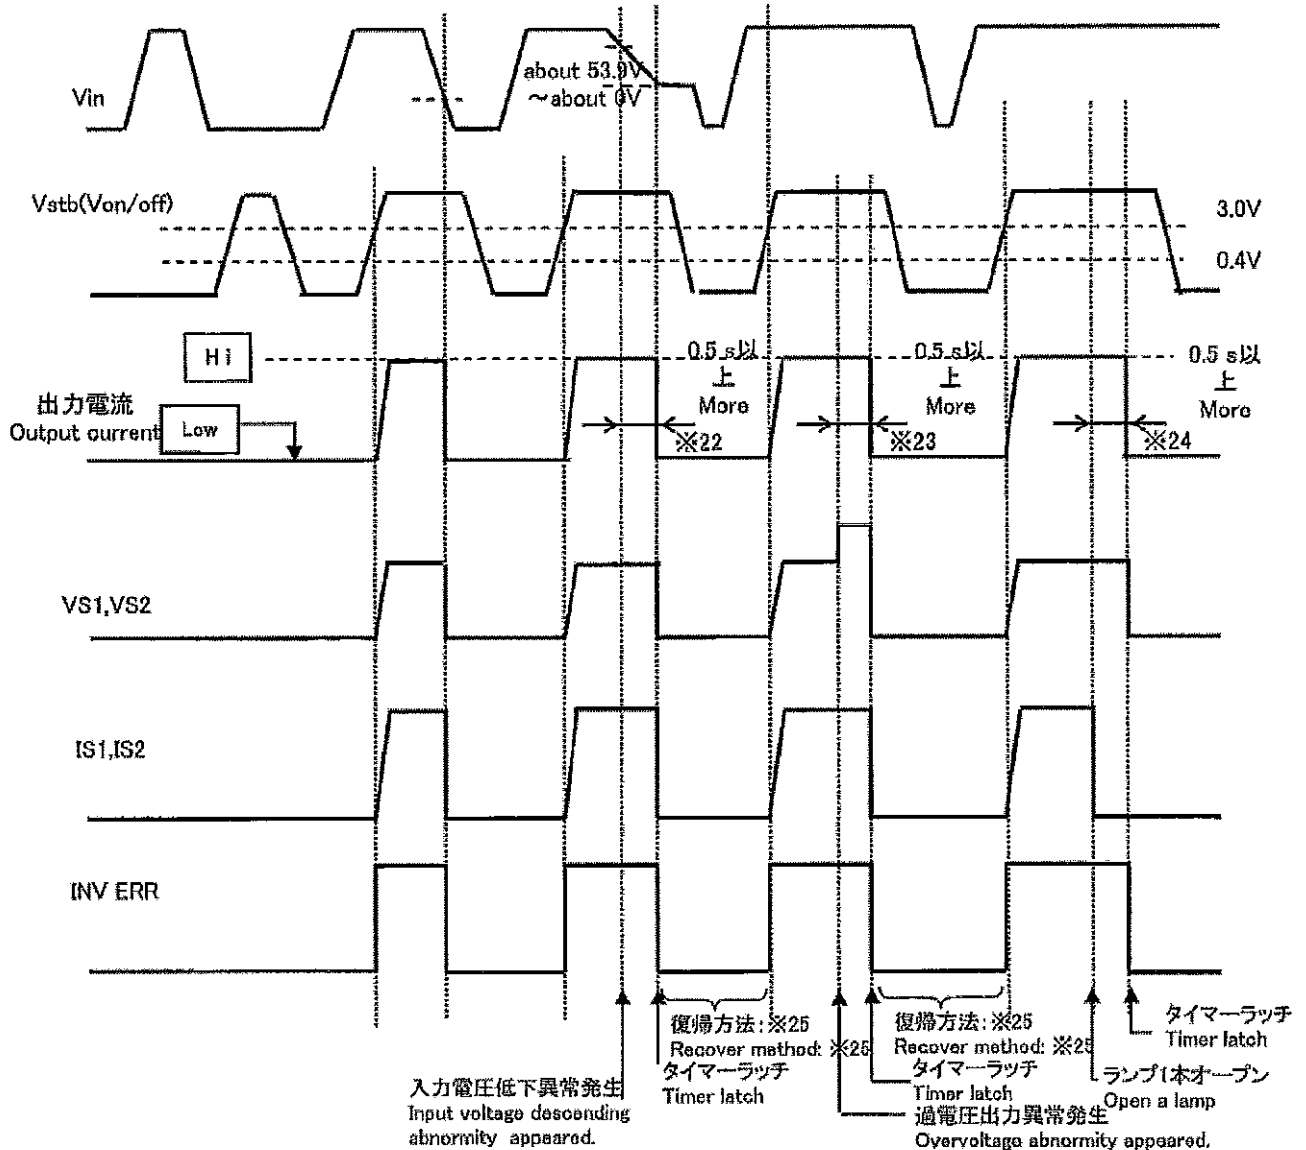 Vin
about 53.9V
～about 0V
Vstb(Von/off)
3.0V
0.4V
Hi
0.5 s以
上
More
0.5 s以
上
More
0.5 s以
上
More
出力電流
Output current
Low
※22
※23
※24
VS1,VS2
IS1,IS2
INV ERR
復帰方法：※25
Recover method: ※25
復帰方法：※25
Recover method: ※25
タイマーラッチ
Timer latch
タイマーラッチ
Timer latch
タイマーラッチ
Timer latch
ランプ1本オープン
Open a lamp
入力電圧低下異常発生
Input voltage descending
abnormity appeared.
過電圧出力異常発生
Overvoltage abnormity appeared.